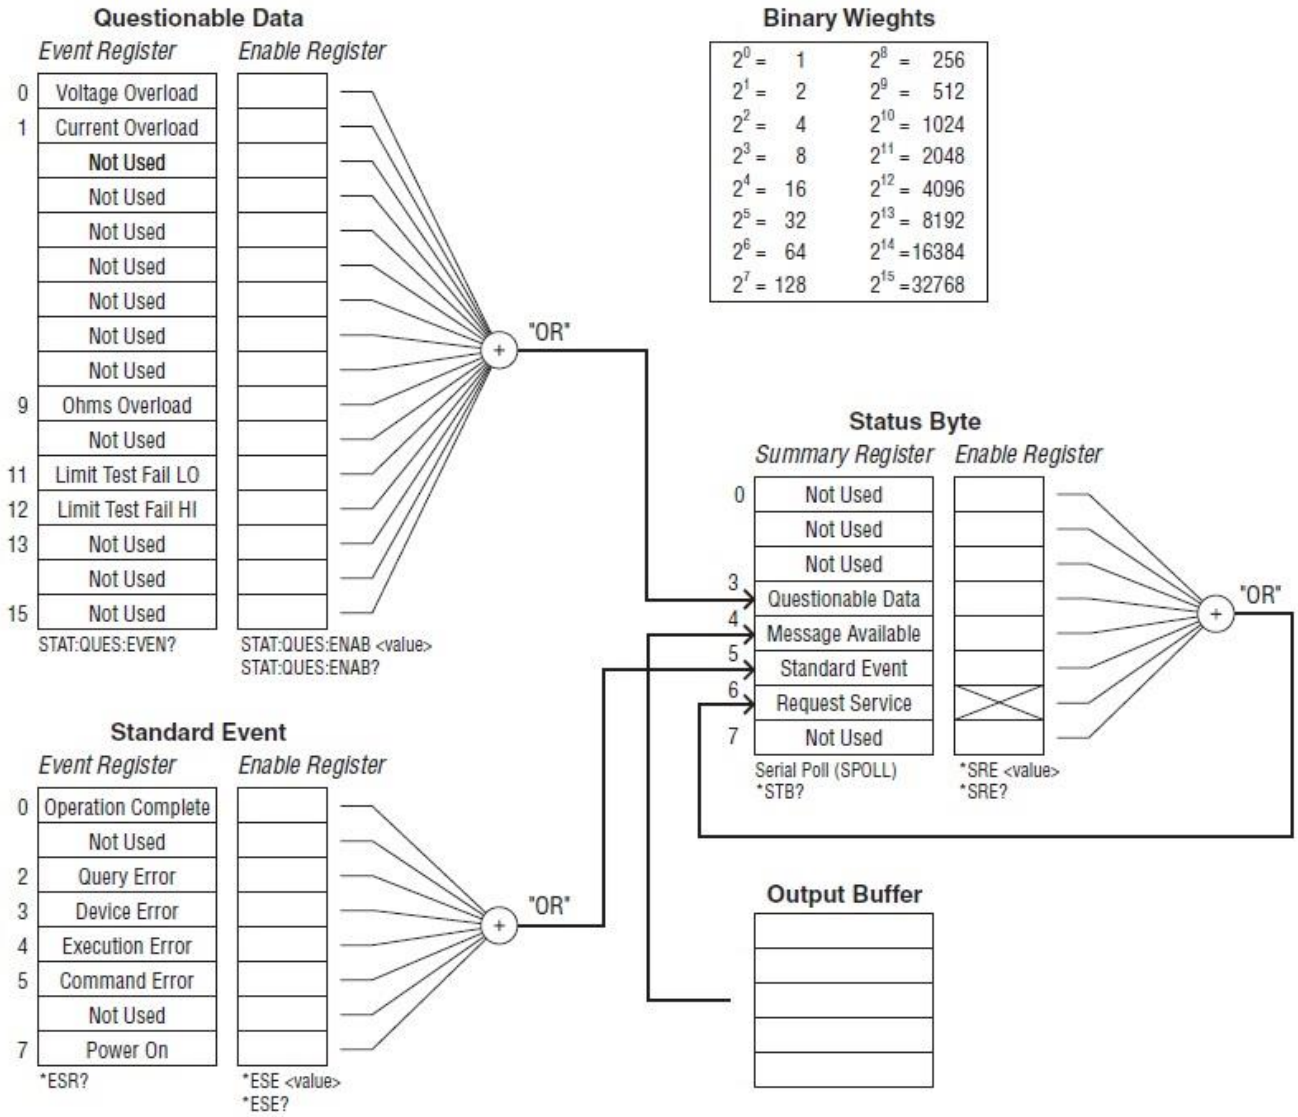 Questionable Data
Event Register
Enable Register
0 Voltage Overload
1 Current Overload
Not Used
Not Used
Not Used
Not Used
Not Used
Not Used
Not Used
9 Ohms Overload
Not Used
11 Limit Test Fail LO
12 Limit Test Fail HI
13 Not Used
Not Used
15 Not Used
STAT:QUES:EVEN?
STAT:QUES:ENAB <value>
STAT:QUES:ENAB?
+
"OR"
Binary Wieghts
2⁰ = 1 2⁸ = 256
2¹ = 2 2⁹ = 512
2² = 4 2¹⁰ = 1024
2³ = 8 2¹¹ = 2048
2⁴ = 16 2¹² = 4096
2⁵ = 32 2¹³ = 8192
2⁶ = 64 2¹⁴ =16384
2⁷ = 128 2¹⁵ =32768
Status Byte
Summary Register
Enable Register
0 Not Used
Not Used
Not Used
3 Questionable Data
4 Message Available
5 Standard Event
6 Request Service
7 Not Used
Serial Poll (SPOLL)
*STB?
*SRE <value>
*SRE?
+
"OR"
Standard Event
Event Register
Enable Register
0 Operation Complete
Not Used
2 Query Error
3 Device Error
4 Execution Error
5 Command Error
Not Used
7 Power On
*ESR?
*ESE <value>
*ESE?
+
"OR"
Output Buffer